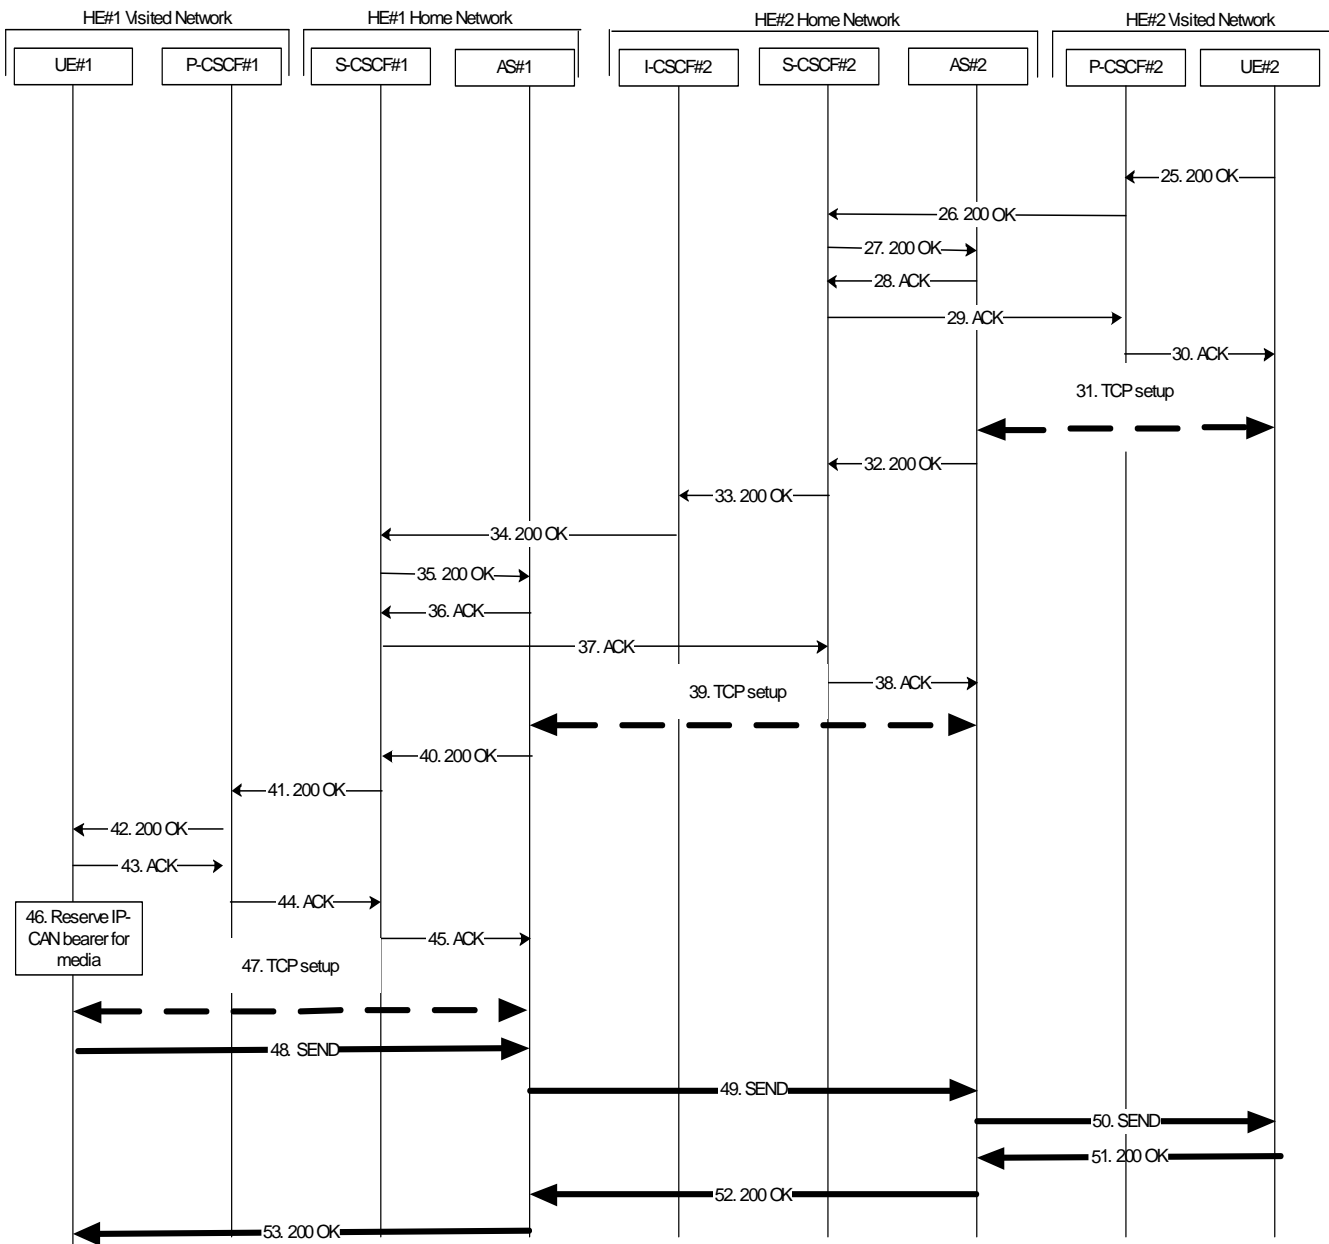 HE#1 Visited Network
HE#1 Home Network
HE#2 Home Network
HE#2 Visited Network
UE#1
P-CSCF#1
S-CSCF#1
AS#1
I-CSCF#2
S-CSCF#2
AS#2
P-CSCF#2
UE#2
25. 200 OK
26. 200 OK
27. 200 OK
28. ACK
29. ACK
30. ACK
31. TCP setup
32. 200 OK
33. 200 OK
34. 200 OK
35. 200 OK
36. ACK
37. ACK
38. ACK
39. TCP setup
40. 200 OK
41. 200 OK
42. 200 OK
43. ACK
44. ACK
46. Reserve IP-
CAN bearer for
media
45. ACK
47. TCP setup
48. SEND
49. SEND
50. SEND
51. 200 OK
52. 200 OK
53. 200 OK